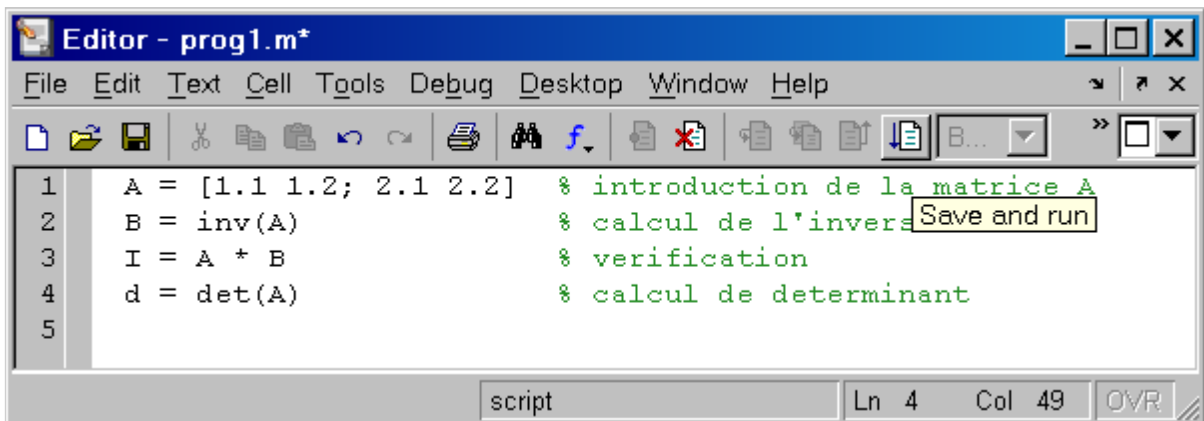 Editor - prog1.m*
File Edit Text Cell Tools Debug Desktop Window Help
B...
1 A = [1.1 1.2; 2.1 2.2] % introduction de la matrice A
2 B = inv(A) % calcul de l'invers
Save and run
3 I = A * B % verification
4 d = det(A) % calcul de determinant
5
script Ln 4 Col 49 OVR